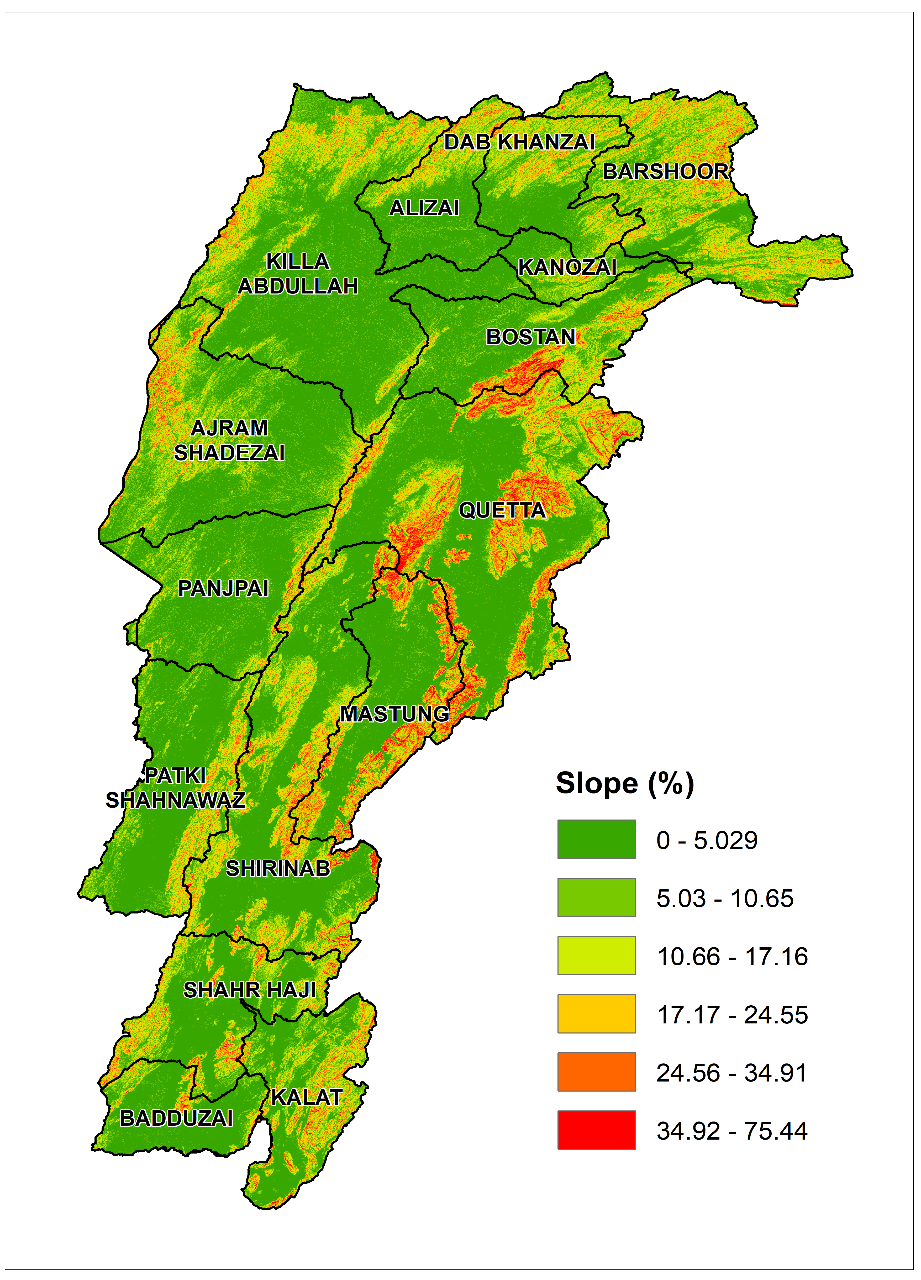 DAB KHANZAI
BARSHOOR
ALIZAI
KILLA
ABDULLAH
KANOZAI
BOSTAN
AJRAM
SHADEZAI
QUETTA
PANJPAI
MASTUNG
PATKI
SHAHNAWAZ
SHIRINAB
SHAHR HAJI
KALAT
BADDUZAI
Slope (%)
0 - 5.029
5.03 - 10.65
10.66 - 17.16
17.17 - 24.55
24.56 - 34.91
34.92 - 75.44